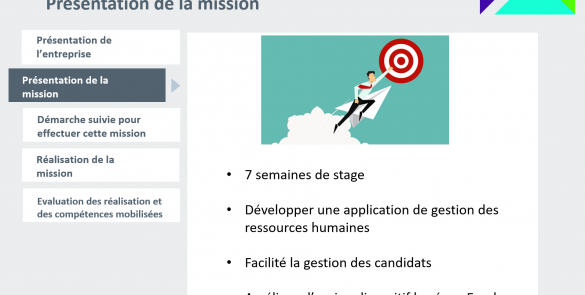 Présentation de la mission
Présentation de
l'entreprise
Présentation de la
mission
Démarche suivie pour
effectuer cette mission
Réalisation de la
mission
Evaluation des réalisation et
des compétences mobilisées
• 7 semaines de stage
• Développer une application de gestion des
ressources humaines
• Facilité la gestion des candidats